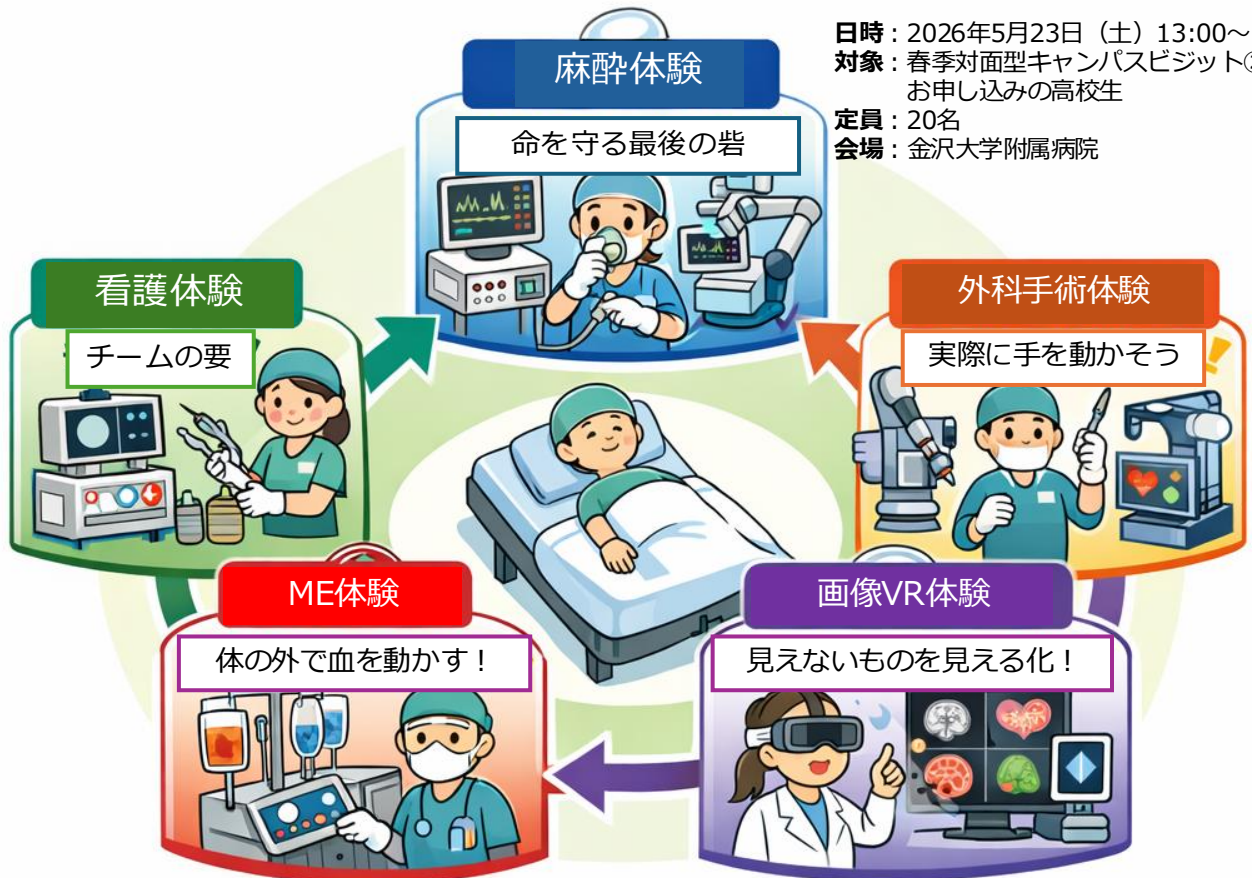 日時：2026年5月23日（土）13:00～
対象：春季対面型キャンパスビジット
お申し込みの高校生
定員：20名
会場：金沢大学附属病院
麻酔体験
命を守る最後の砦
看護体験
チームの要
外科手術体験
実際に手を動かそう
ME体験
体の外で血を動かす！
画像VR体験
見えないものを見える化！